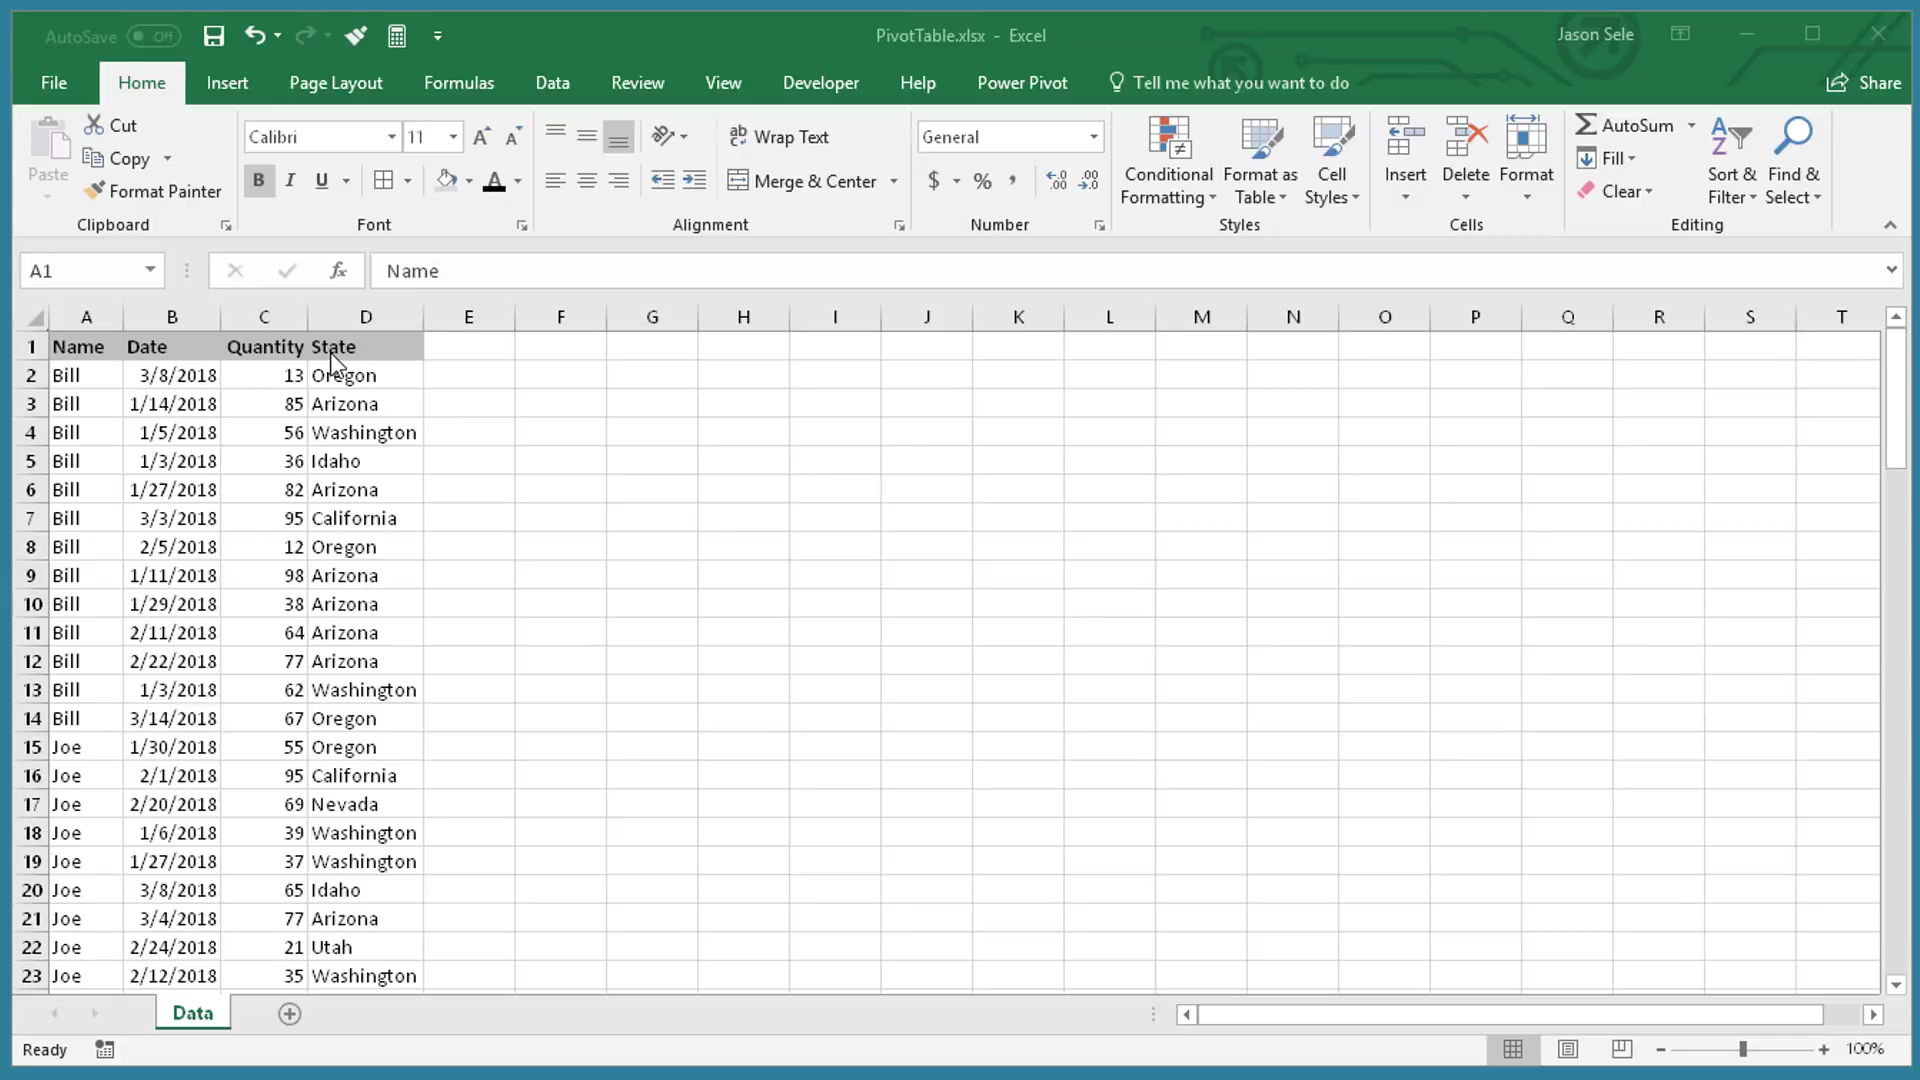 AutoSave Off PivotTable.xlsx - Excel Jason Sele
File Home Insert Page Layout Formulas Data Review View Developer Help Power Pivot Tell me what you want to do Share
Paste Cut
Copy
Format Painter
Clipboard
Calibri 11
B I U A
Font
ab Wrap Text
Merge & Center
Alignment
General
$ % , .00 .00
Number
Conditional Formatting
Format as Table
Cell Styles
Styles
Insert Delete Format
Cells
AutoSum
Fill
Clear
Sort & Filter
Find & Select
Editing
A1 fx Name
A B C D E F G H I J K L M N O P Q R S T
1 Name Date Quantity State
2 Bill 3/8/2018 13 Oregon
3 Bill 1/14/2018 85 Arizona
4 Bill 1/5/2018 56 Washington
5 Bill 1/3/2018 36 Idaho
6 Bill 1/27/2018 82 Arizona
7 Bill 3/3/2018 95 California
8 Bill 2/5/2018 12 Oregon
9 Bill 1/11/2018 98 Arizona
10 Bill 1/29/2018 38 Arizona
11 Bill 2/11/2018 64 Arizona
12 Bill 2/22/2018 77 Arizona
13 Bill 1/3/2018 62 Washington
14 Bill 3/14/2018 67 Oregon
15 Joe 1/30/2018 55 Oregon
16 Joe 2/1/2018 95 California
17 Joe 2/20/2018 69 Nevada
18 Joe 1/6/2018 39 Washington
19 Joe 1/27/2018 37 Washington
20 Joe 3/8/2018 65 Idaho
21 Joe 3/4/2018 77 Arizona
22 Joe 2/24/2018 21 Utah
23 Joe 2/12/2018 35 Washington
Data
Ready 100%